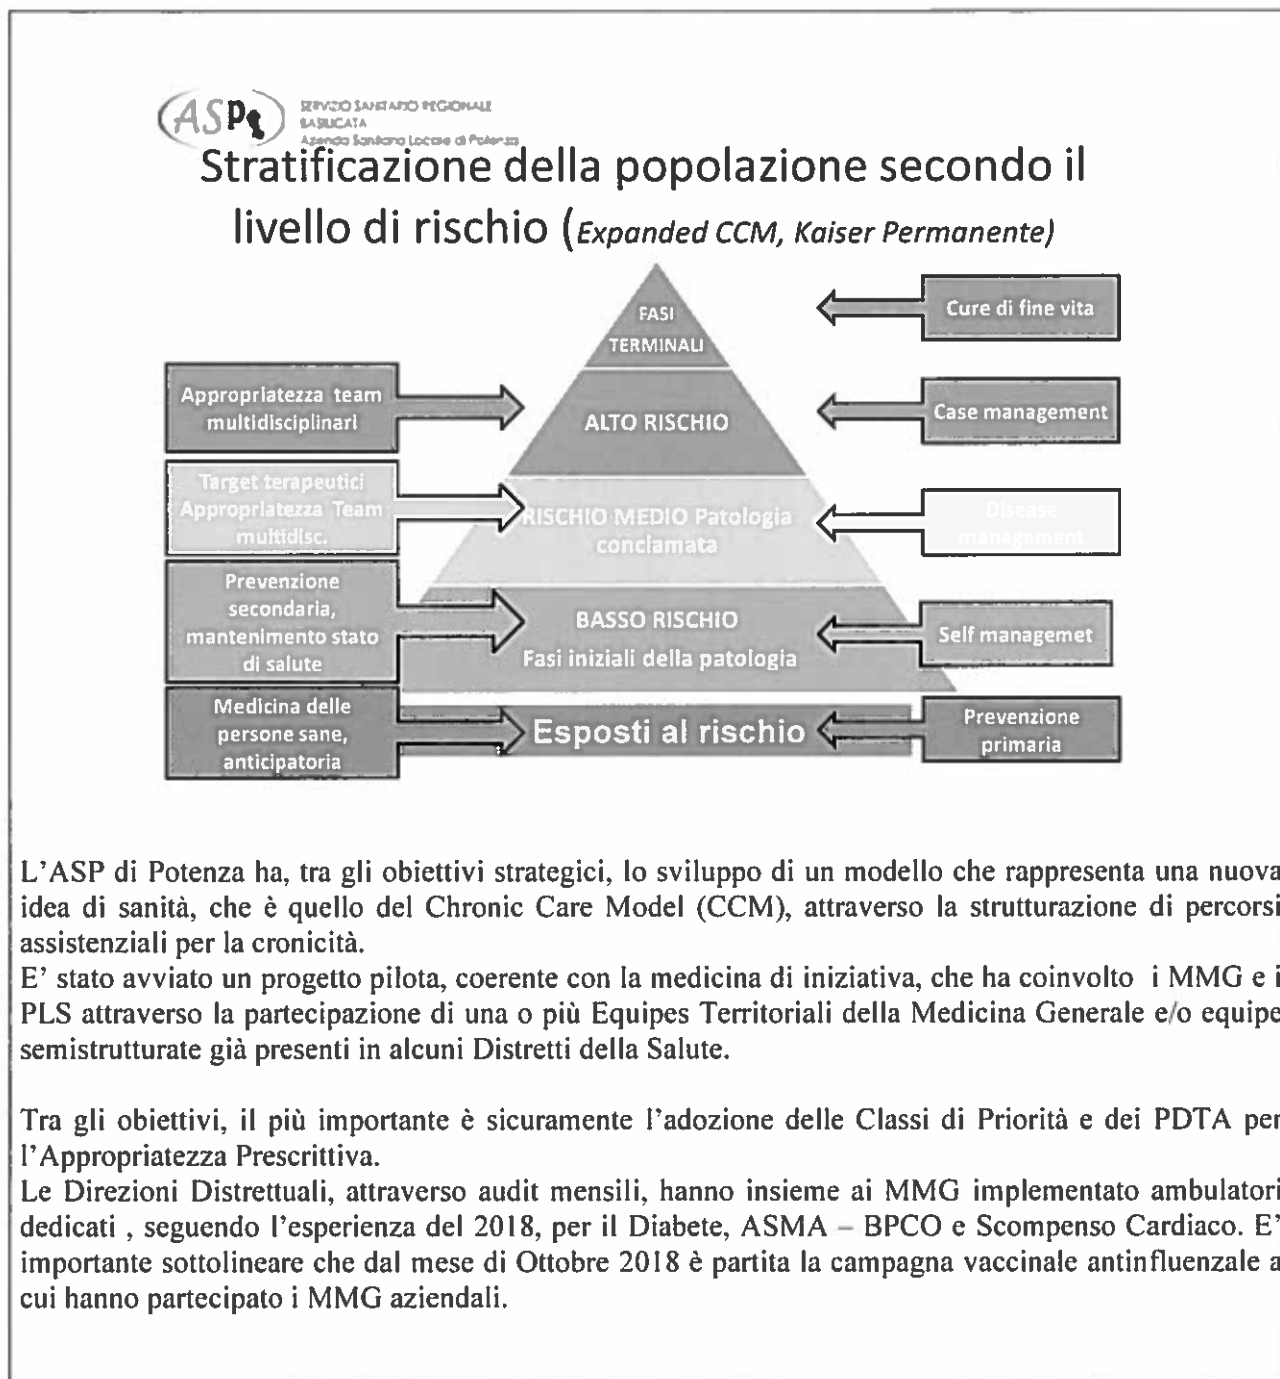 ASP
SERVIZIO SANITARIO REGIONALE
BASILICATA
Azienda Sanitaria Locale di Potenza
Stratificazione della popolazione secondo il
livello di rischio (Expanded CCM, Kaiser Permanente)
FASI
TERMINALI
Cure di fine vita
Appropriatezza team
multidisciplinari
ALTO RISCHIO
Case management
Target terapeutici
Appropriatezza Team
multidisc.
RISCHIO MEDIO Patologia
conclamata
Disease
management
Prevenzione
secondaria,
mantenimento stato
di salute
BASSO RISCHIO
Fasi iniziali della patologia
Self managemet
Medicina delle
persone sane,
anticipatoria
Esposti al rischio
Prevenzione
primaria
L'ASP di Potenza ha, tra gli obiettivi strategici, lo sviluppo di un modello che rappresenta una nuova
idea di sanità, che è quello del Chronic Care Model (CCM), attraverso la strutturazione di percorsi
assistenziali per la cronicità.
E' stato avviato un progetto pilota, coerente con la medicina di iniziativa, che ha coinvolto i MMG e i
PLS attraverso la partecipazione di una o più Equipes Territoriali della Medicina Generale e/o equipe
semistrutturate già presenti in alcuni Distretti della Salute.
Tra gli obiettivi, il più importante è sicuramente l'adozione delle Classi di Priorità e dei PDTA per
l'Appropriatezza Prescrittiva.
Le Direzioni Distrettuali, attraverso audit mensili, hanno insieme ai MMG implementato ambulatori
dedicati , seguendo l'esperienza del 2018, per il Diabete, ASMA – BPCO e Scompenso Cardiaco. E'
importante sottolineare che dal mese di Ottobre 2018 è partita la campagna vaccinale antinfluenzale a
cui hanno partecipato i MMG aziendali.